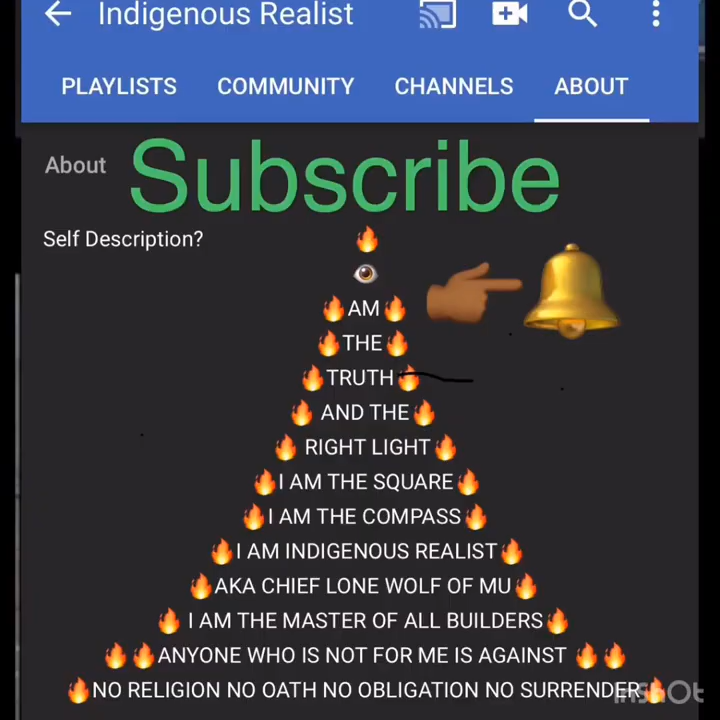 Indigenous Realist
PLAYLISTS COMMUNITY CHANNELS ABOUT
About
Subscribe
Self Description?
🔥
👁
🔥AM🔥
🔥THE🔥
🔥TRUTH🔥
🔥 AND THE🔥
🔥 RIGHT LIGHT🔥
🔥I AM THE SQUARE🔥
🔥I AM THE COMPASS🔥
🔥I AM INDIGENOUS REALIST🔥
🔥AKA CHIEF LONE WOLF OF MU🔥
🔥 I AM THE MASTER OF ALL BUILDERS🔥
🔥🔥ANYONE WHO IS NOT FOR ME IS AGAINST 🔥🔥
🔥NO RELIGION NO OATH NO OBLIGATION NO SURRENDER🔥
InShOt